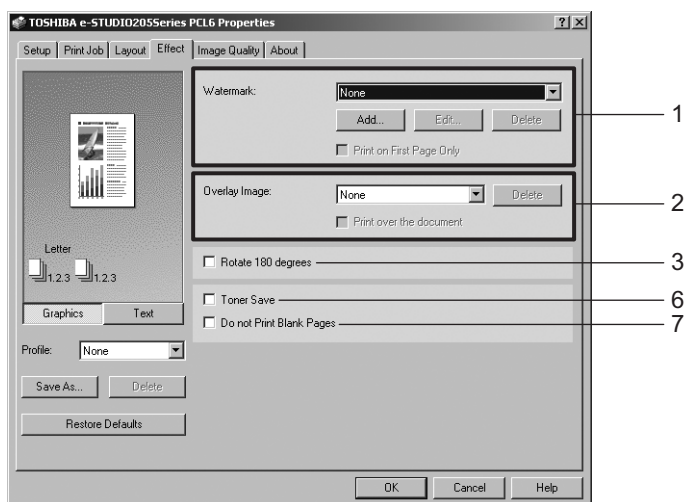 TOSHIBA e-STUDIO205Series PCL6 Properties
Setup Print Job Layout Effect Image Quality About
Watermark:
None
Add... Edit... Delete
Print on First Page Only
1
Overlay Image:
None
Delete
Print over the document
2
Letter
1.2.3 1.2.3
Rotate 180 degrees
3
Graphics Text
Toner Save
6
Do not Print Blank Pages
7
Profile: None
Save As... Delete
Restore Defaults
OK Cancel Help